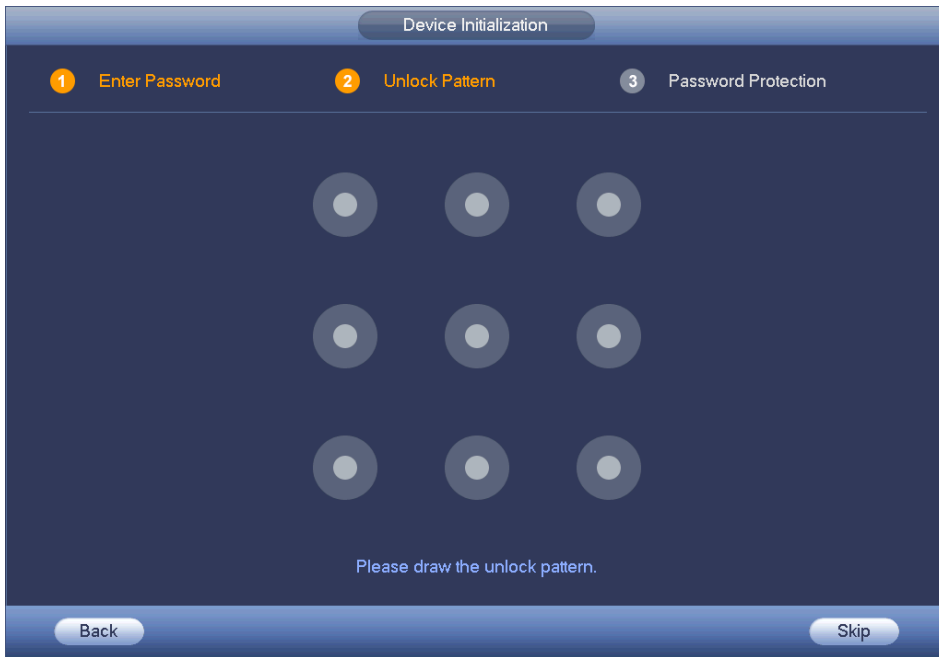 Device Initialization
1 Enter Password 2 Unlock Pattern 3 Password Protection
Please draw the unlock pattern.
Back Skip